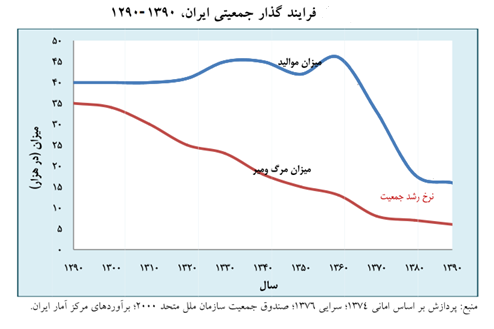 فرایند گذار جمعیتی ایران، ۱۳۹۰-۱۲۹۰
میزان (در هزار)
۵۰
۴۵
۴۰
۳۵
۳۰
۲۵
۲۰
۱۵
۱۰
۵
۰
میزان موالید
میزان مرگ ومیر
نرخ رشد جمعیت
۱۲۹۰ ۱۳۰۰ ۱۳۱۰ ۱۳۲۰ ۱۳۳۰ ۱۳۴۰ ۱۳۵۰ ۱۳۶۰ ۱۳۷۰ ۱۳۸۰ ۱۳۹۰
سال
منبع: پردازش بر اساس امانی ۱۳۷۴؛ سرایی ۱۳۷۶؛ صندوق جمعیت سازمان ملل متحد ۲۰۰۰؛ برآوردهای مرکز آمار ایران.